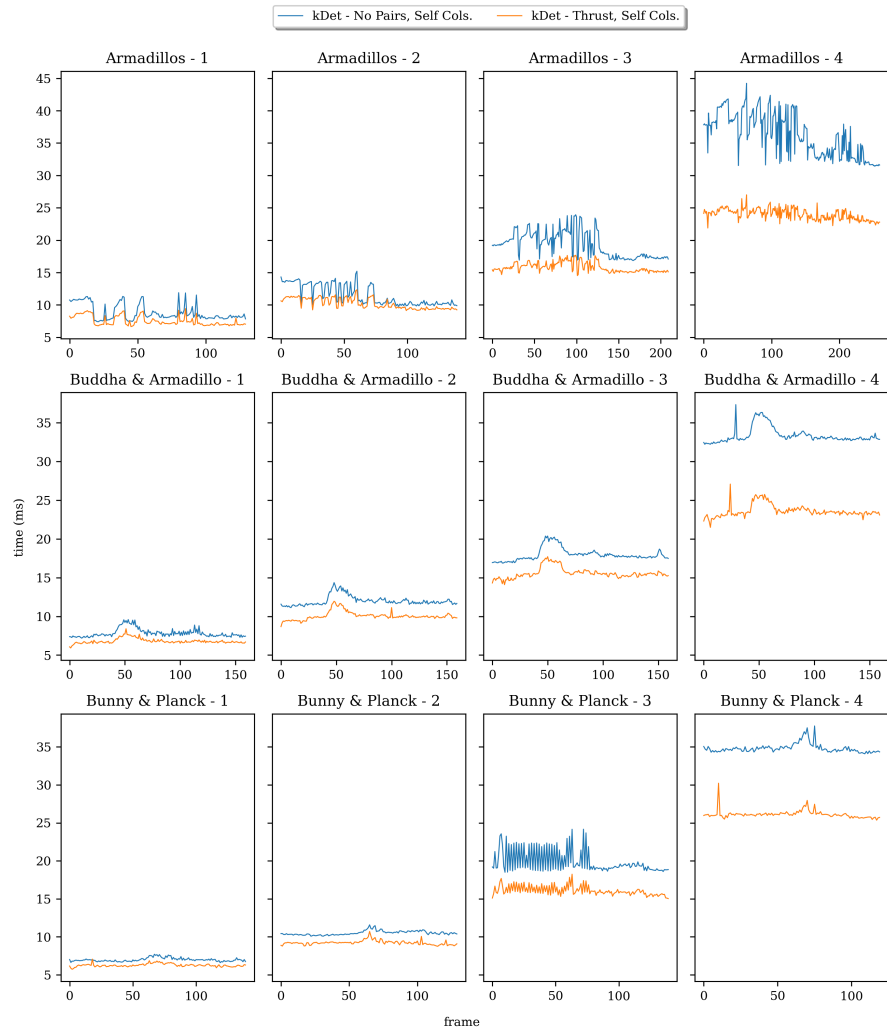 kDet - No Pairs, Self Cols. kDet - Thrust, Self Cols.
Armadillos - 1 Armadillos - 2 Armadillos - 3 Armadillos - 4
45
40
35
30
25
20
15
10
5
0 50 100 0 50 100 0 50 100 150 200 0 100 200
Buddha & Armadillo - 1 Buddha & Armadillo - 2 Buddha & Armadillo - 3 Buddha & Armadillo - 4
35
30
25
20
15
10
5
time (ms)
0 50 100 150 0 50 100 150 0 50 100 150 0 50 100 150
Bunny & Planck - 1 Bunny & Planck - 2 Bunny & Planck - 3 Bunny & Planck - 4
35
30
25
20
15
10
5
0 100 0 100 0 100 0 50 100
frame